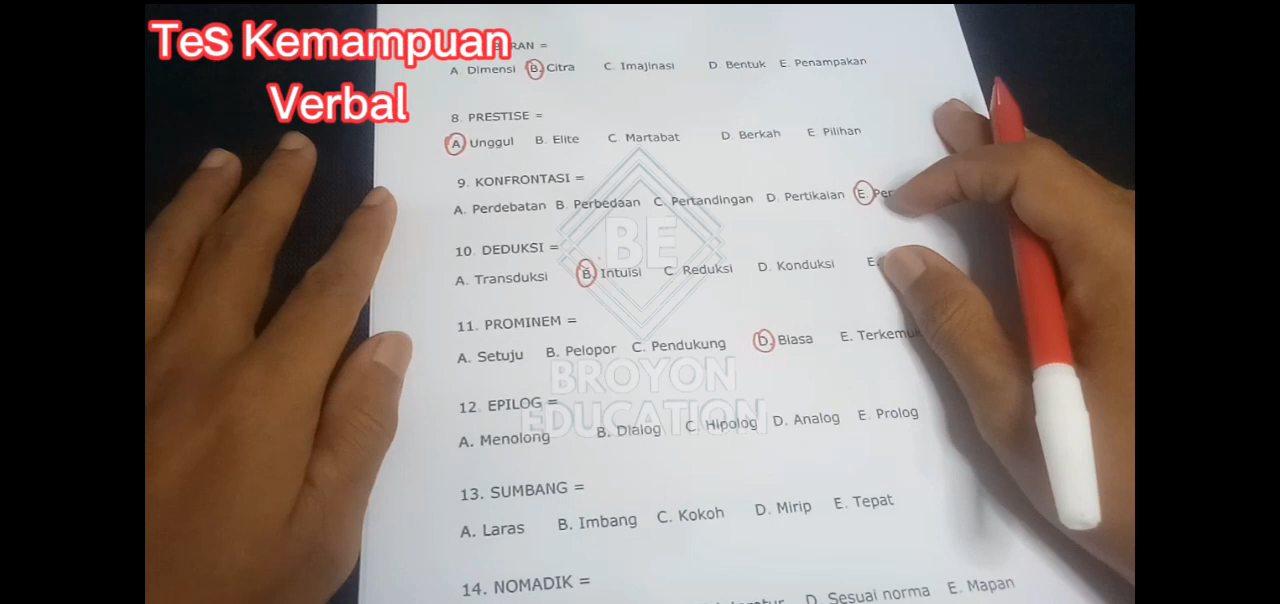 TeS Kemampuan
Verbal
RAN =
A. Dimensi B. Citra C. Imajinasi D. Bentuk E. Penampakan
8. PRESTISE =
A Unggul B. Elite C. Martabat D. Berkah E. Pilihan
9. KONFRONTASI =
A. Perdebatan B. Perbedaan C. Pertandingan D. Pertikaian E. Per
10. DEDUKSI =
A. Transduksi B. Intuisi C. Reduksi D. Konduksi E.
11. PROMINEM =
A. Setuju B. Pelopor C. Pendukung D. Biasa E. Terkemu
12. EPILOG =
A. Menolong B. Dialog C. Hipolog D. Analog E. Prolog
13. SUMBANG =
A. Laras B. Imbang C. Kokoh D. Mirip E. Tepat
14. NOMADIK =
D. Sesuai norma E. Mapan
BE
BROYON
EDUCATION